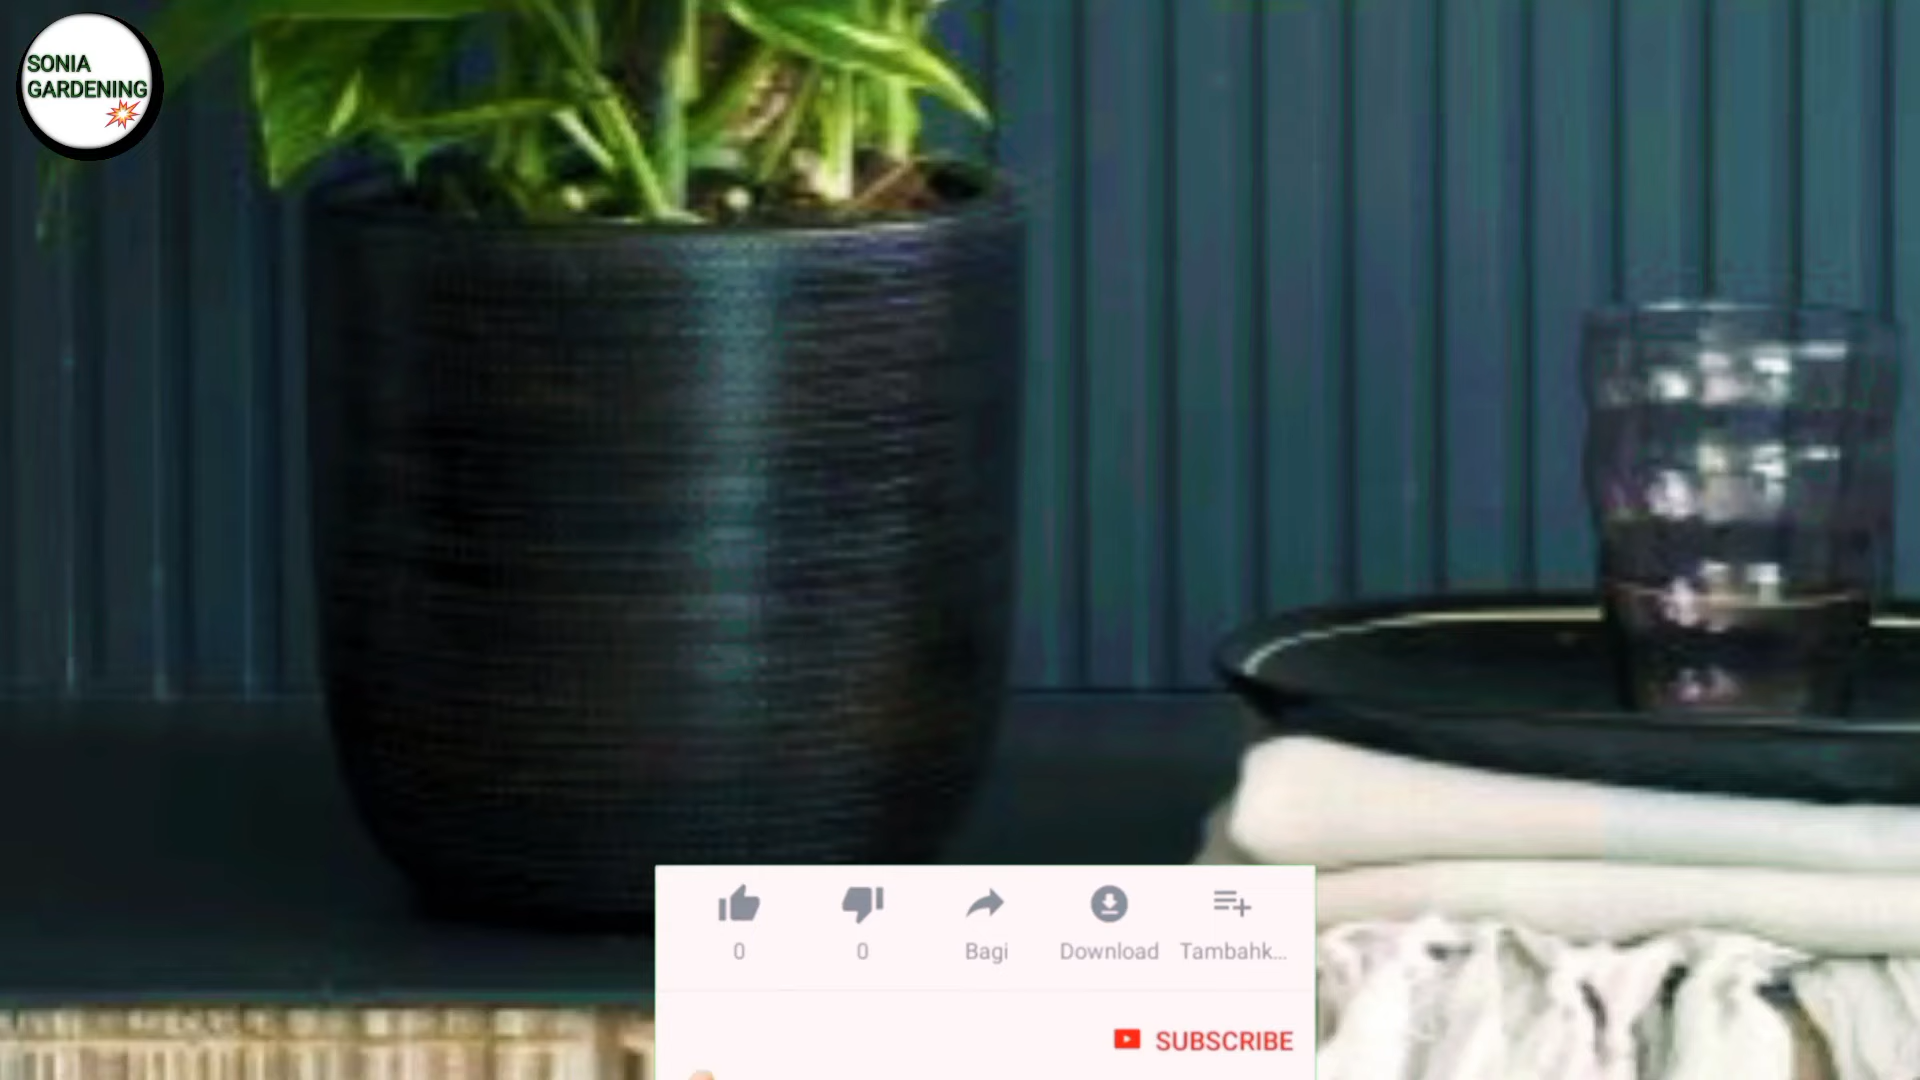 SONIA
GARDENING
0
0
Bagi
Download
Tambahk...
SUBSCRIBE